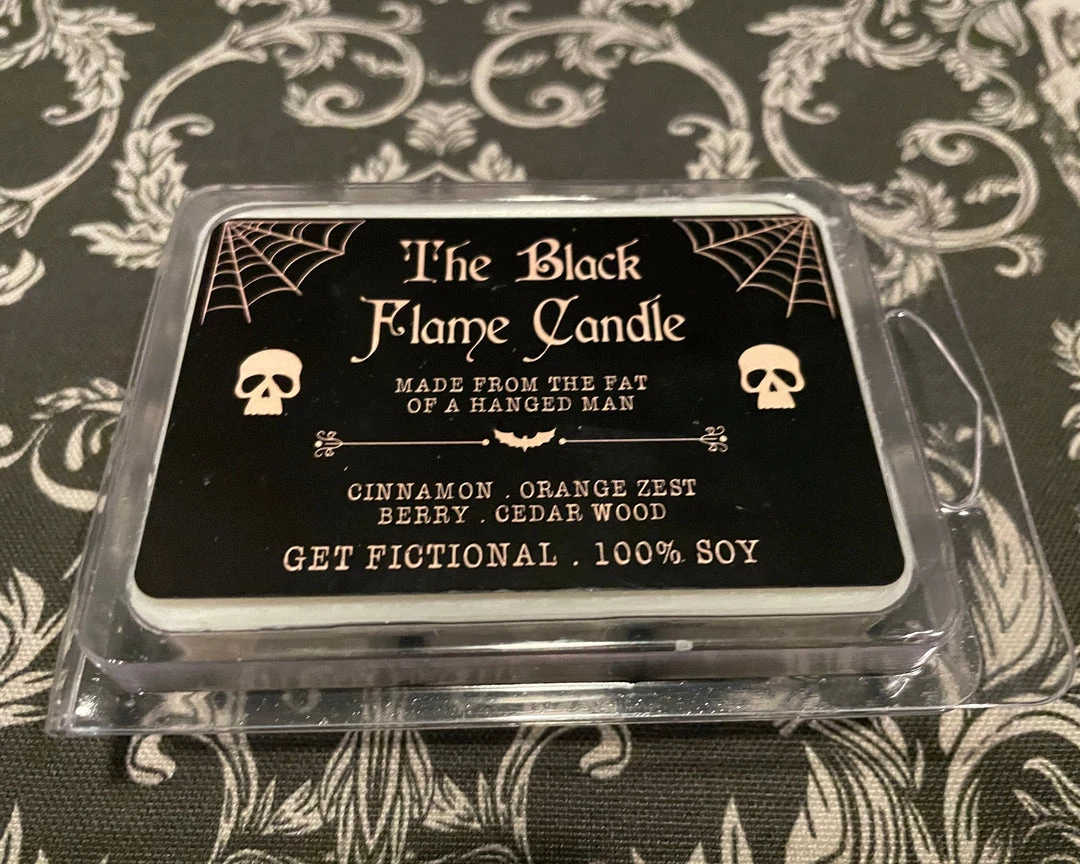 The Black
Flame Candle
MADE FROM THE FAT
OF A HANGED MAN
CINNAMON . ORANGE ZEST
BERRY . CEDAR WOOD
GET FICTIONAL . 100% SOY